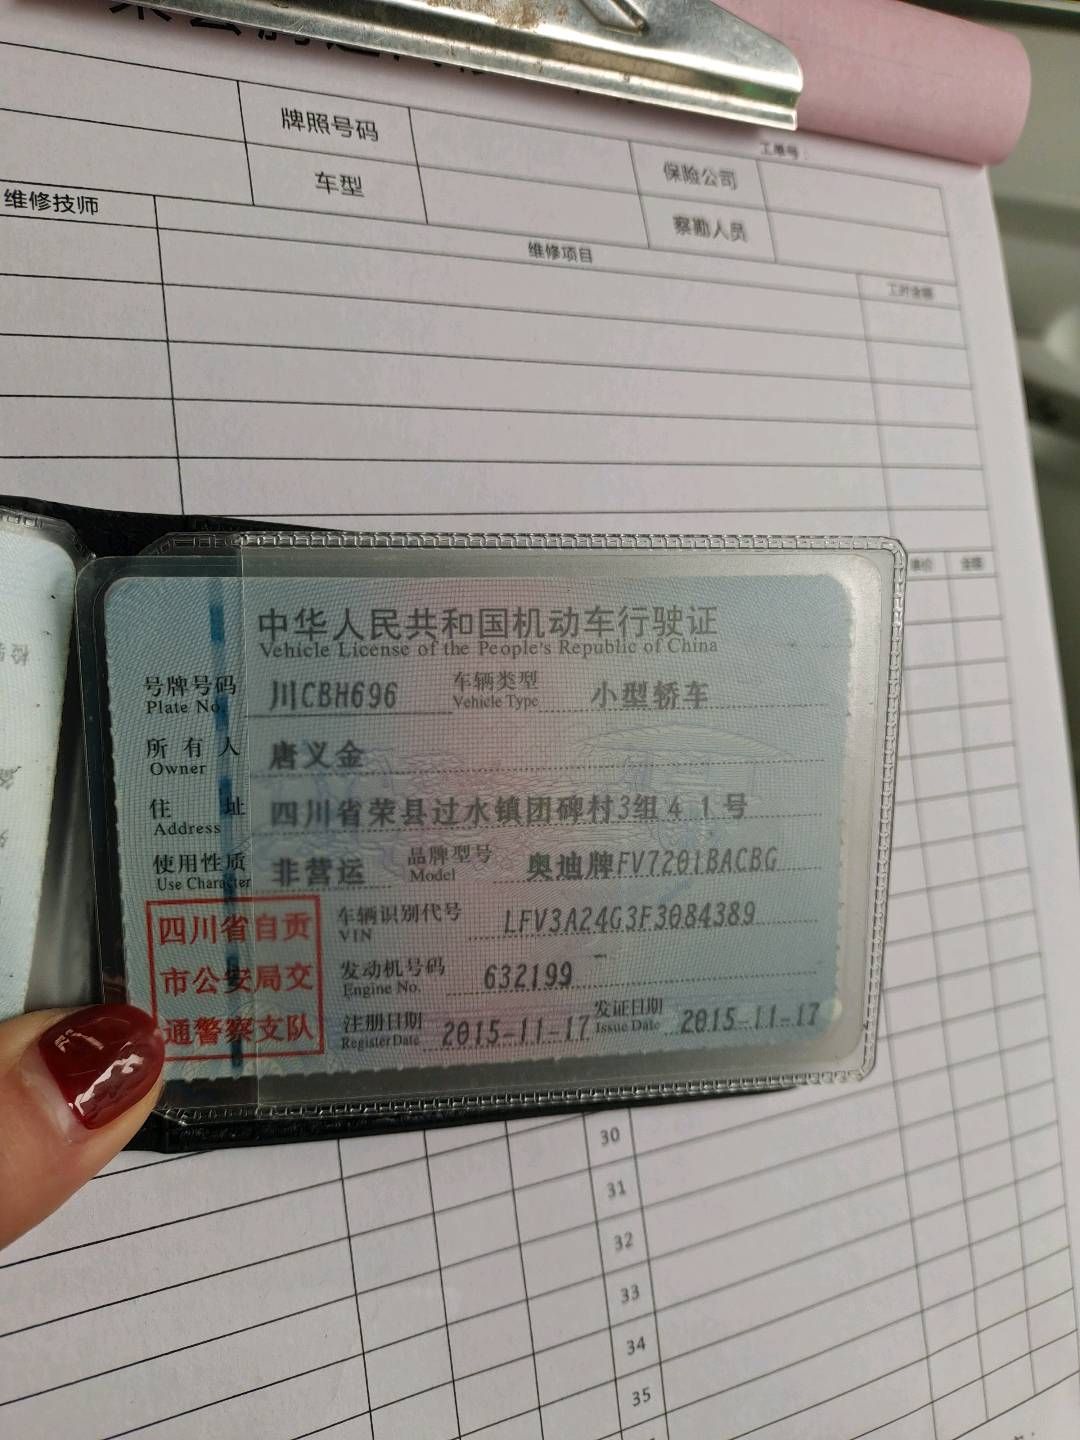 工单号:
牌照号码
保险公司
车型
察勘人员
维修技师
维修项目
工时金额
单价
金额
中华人民共和国机动车行驶证
Vehicle License of the People's Republic of China
号牌号码 川CBH696 车辆类型 小型轿车
Plate No. Vehicle Type
所有人 唐义金
Owner
住址 四川省荣县过水镇团碑村3组41号
Address
使用性质 非营运 品牌型号 奥迪牌FV7201BACBG
Use Character Model
四川省自贡
市公安局交
通警察支队
车辆识别代号 LFV3A24G3F3084389
VIN
发动机号码 632199
Engine No.
注册日期 2015-11-17 发证日期 2015-11-17
Register Date Issue Date
30
31
32
33
34
35